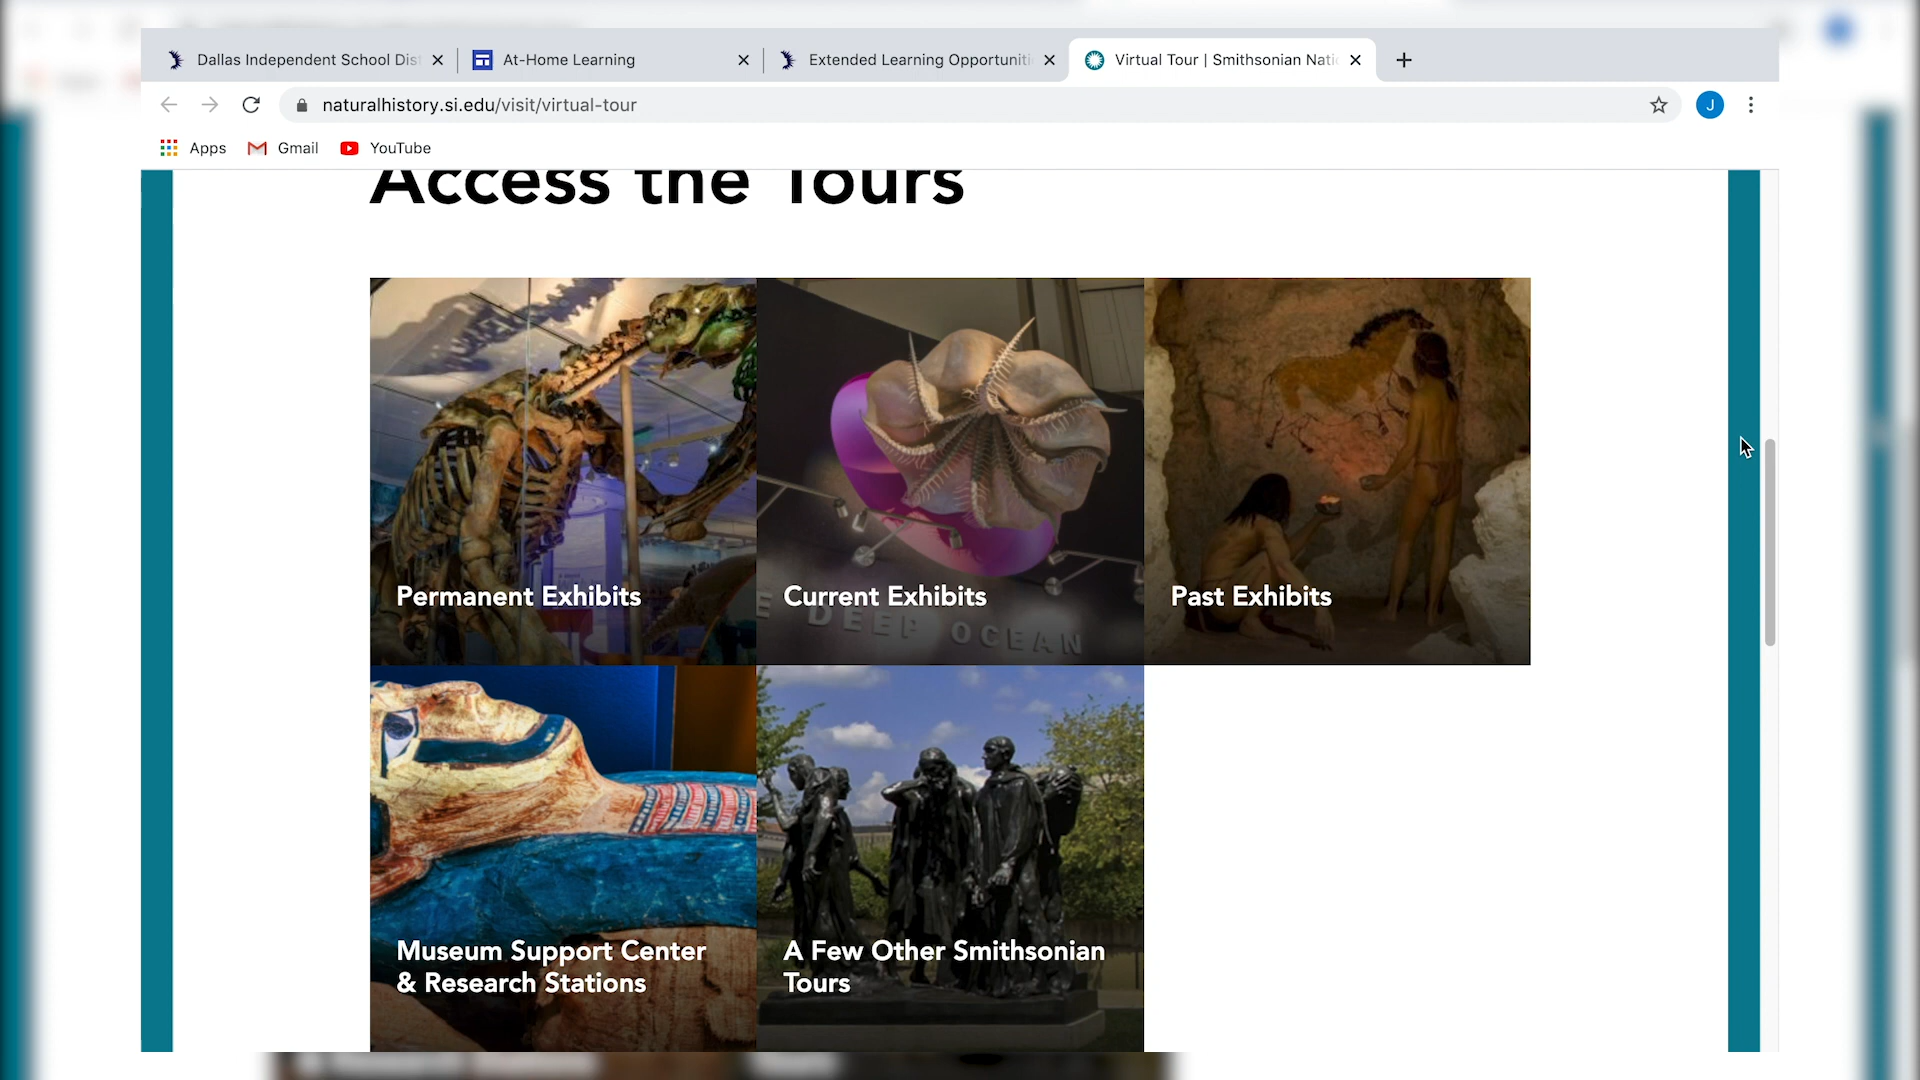 Dallas Independent School Dis
At-Home Learning
Extended Learning Opportuniti
Virtual Tour | Smithsonian Natio
naturalhistory.si.edu/visit/virtual-tour
J
Apps
Gmail
YouTube
Access the Tours
Permanent Exhibits
Current Exhibits
DEEP OCEAN
Past Exhibits
Museum Support Center
& Research Stations
A Few Other Smithsonian
Tours